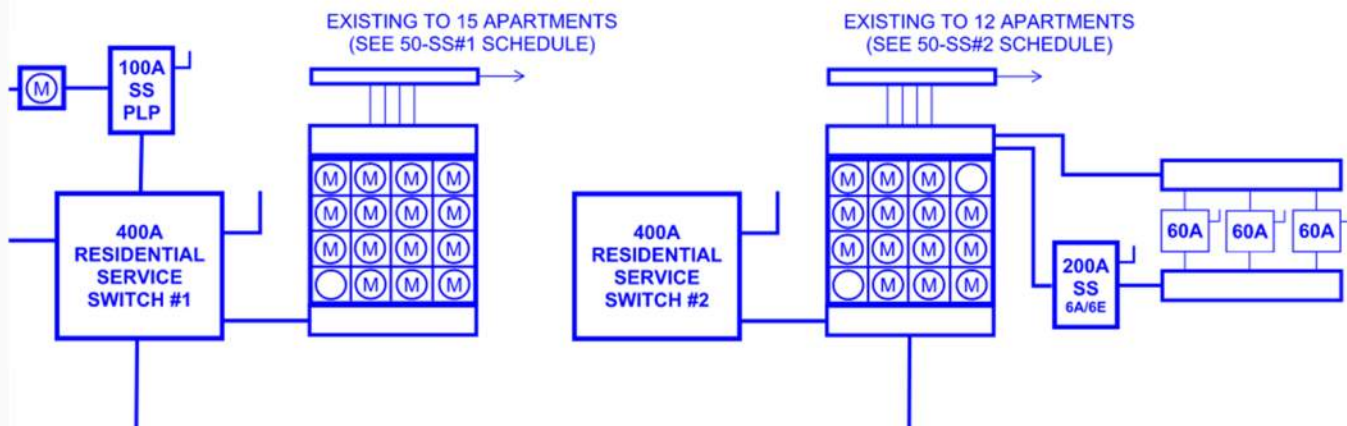 EXISTING TO 15 APARTMENTS
(SEE 50-SS#1 SCHEDULE)
EXISTING TO 12 APARTMENTS
(SEE 50-SS#2 SCHEDULE)
M
100A
SS
PLP
M M M M
M M M M
M M M M
M M M
400A
RESIDENTIAL
SERVICE
SWITCH #1
400A
RESIDENTIAL
SERVICE
SWITCH #2
M M M
M M M M
M M M M
M M M
200A
SS
6A/6E
60A
60A
60A